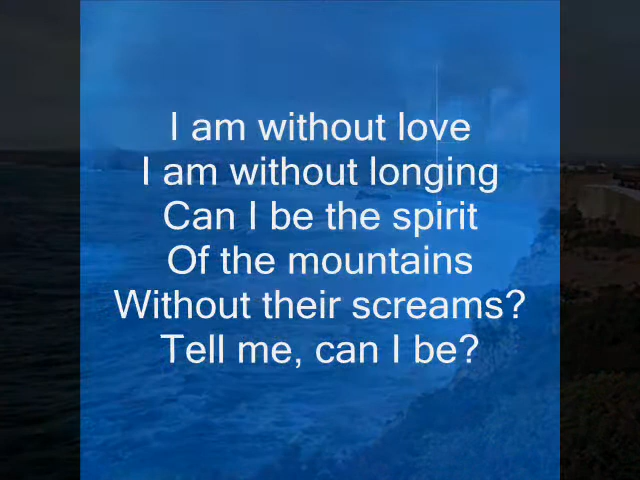 I am without love
I am without longing
Can I be the spirit
Of the mountains
Without their screams?
Tell me, can I be?